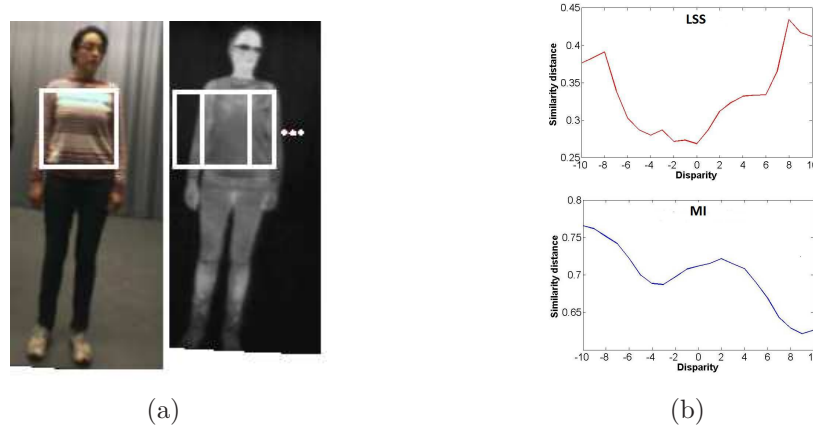 LSS
0.45
0.4
0.35
0.3
0.25
Similarity distance
-10 -8 -6 -4 -2 0 2 4 6 8 10
Disparity
MI
0.8
0.75
0.7
0.65
Similarity distance
-10 -8 -6 -4 -2 0 2 4 6 8 10
Disparity
(a)
(b)